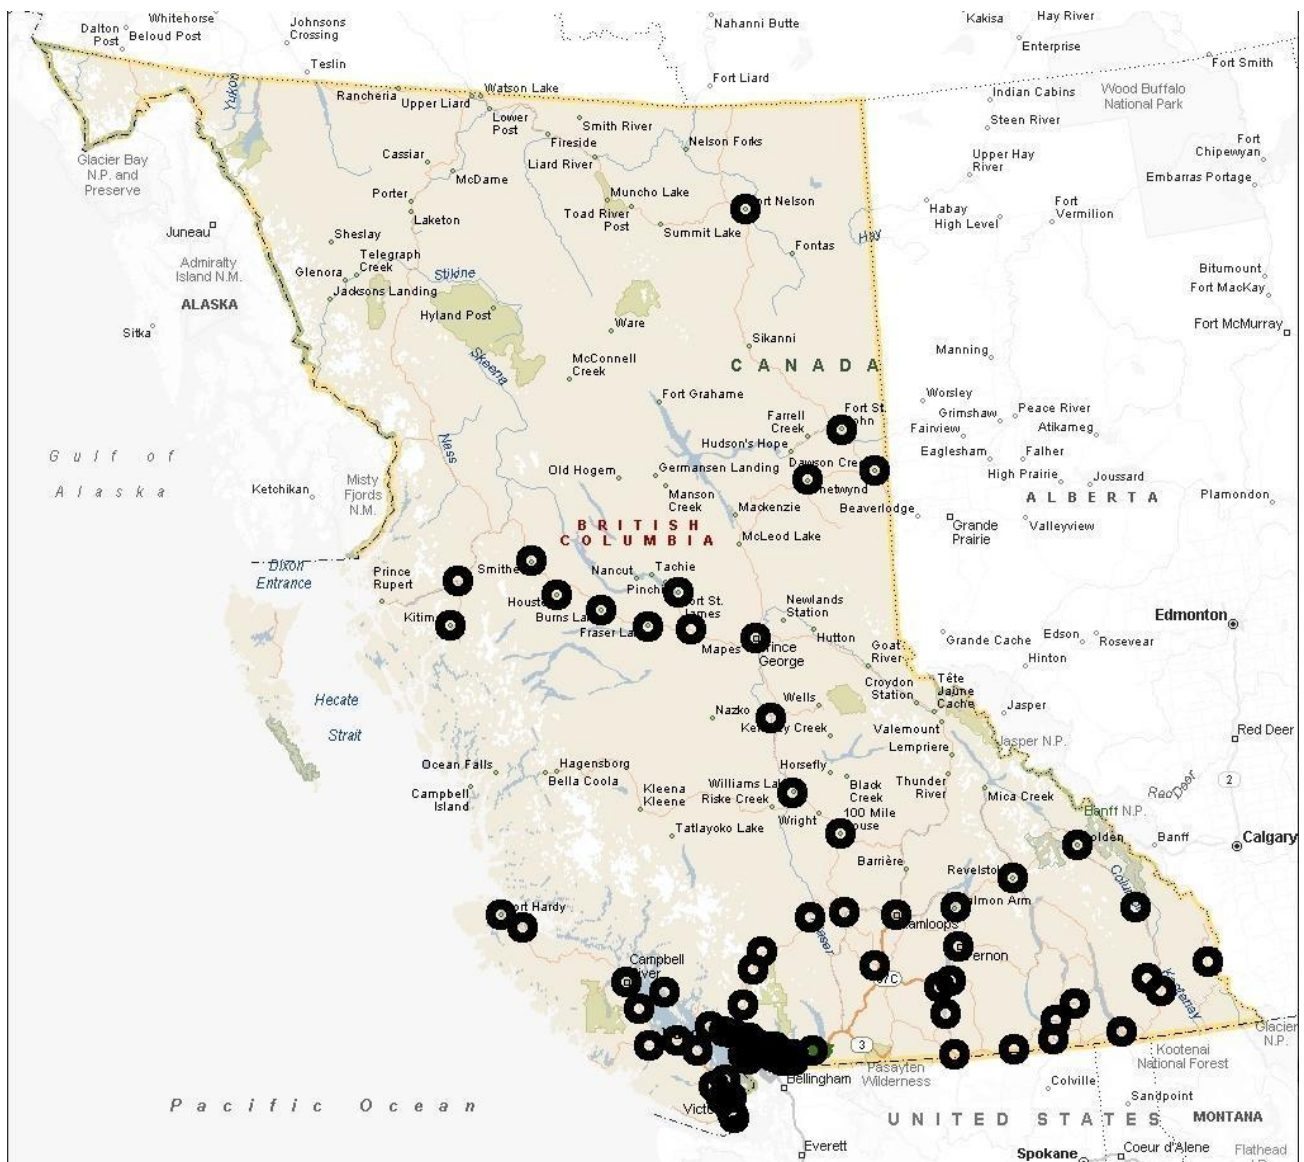 Whitehorse
Dalton
Post
Beloud Post
Johnsons
Crossing
Teslin
Nahanni Butte
Kakisa
Hay River
Enterprise
Fort Smith
Fort Liard
Yukon
Rancheria
Upper Liard
Watson Lake
Lower
Post
Smith River
Fireside
Liard River
Nelson Forks
Indian Cabins
Steen River
Wood Buffalo
National Park
Fort
Chipewyan
Embarras Portage
Upper Hay
River
Glacier Bay
N.P. and
Preserve
Cassiar
McDame
Porter
Laketon
Muncho Lake
Toad River
Post
Summit Lake
Fontas
Hay
Habay
High Level
Fort
Vermilion
Juneau
Sheslay
Telegraph
Creek
Glenora
Jacksons Landing
Stikine
Hyland Post
Admiralty
Island N.M.
ALASKA
Sitka
Ware
Sikanni
Bitumount
Fort MacKay
Fort McMurray
Manning
McConnell
Creek
Skeena
CANADA
Fort Grahame
Worsley
Grimshaw
Peace River
Fairview
Atikameg
Farrell
Creek
Hudson's Hope
Eaglesham
Falher
High Prairie
Joussard
Nass
Gulf of
Alaska
Ketchikan
Misty
Fjords
N.M.
Old Hogem
Germansen Landing
Manson
Creek
Mackenzie
Beaverlodge
ALBERTA
Plamondon
Grande
Prairie
Valleyview
BRITISH
COLUMBIA
McLeod Lake
Dixon
Entrance
Prince
Rupert
Nancut
Tachie
Newlands
Station
Hutton
Mapes
Prince
George
Goat
River
Edmonton
Grande Cache
Edson
Rosevear
Hinton
Croydon
Station
Tête
Jaune
Cache
Jasper
Hecate
Strait
Nazko
Wells
Valemount
Jasper N.P.
Red Deer
Lempriere
Ocean Falls
Hagensborg
Bella Coola
Horsefly
Campbell
Island
Kleena
Kleene
Riske Creek
Black
Creek
Thunder
River
Mica Creek
Red Deer
2
Wright
100 Mile
Tatlayoko Lake
Banff N.P.
Banff
Calgary
Barrière
Salmon Arm
Campbell
3
Kootenay
Glacier
N.P.
Kootenai
National Forest
Pasayten
Wilderness
Bellingham
Colville
Sandpoint
Pacific Ocean
UNITED STATES
MONTANA
Everett
Spokane
Coeur d'Alene
Flathead